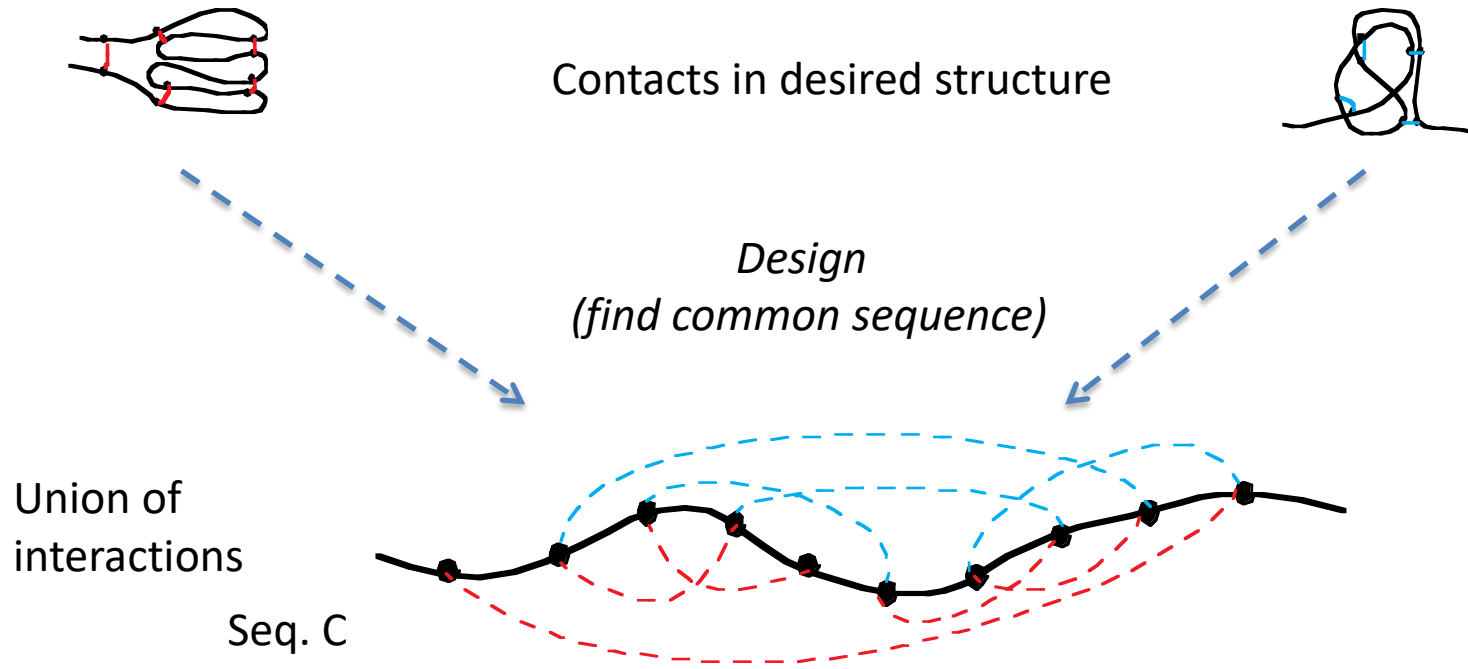 Contacts in desired structure
Design
(find common sequence)
Union of
interactions
Seq. C